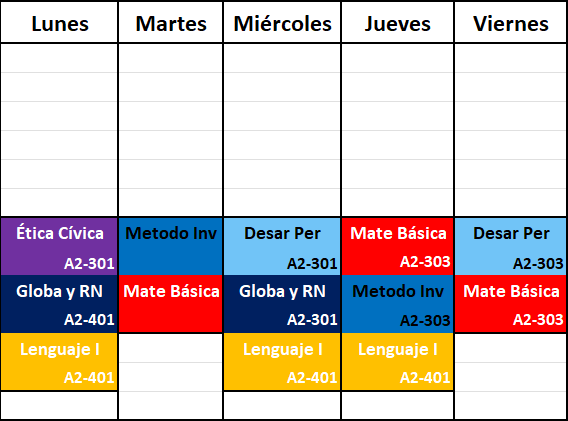 Lunes Martes Miércoles Jueves Viernes
Ética Cívica Metodo Inv Desar Per Mate Básica Desar Per
A2-301 A2-301 A2-303 A2-303
Globa y RN Mate Básica Globa y RN Metodo Inv Mate Básica
A2-401 A2-301 A2-303 A2-303
Lenguaje I Lenguaje I Lenguaje I
A2-401 A2-401 A2-401